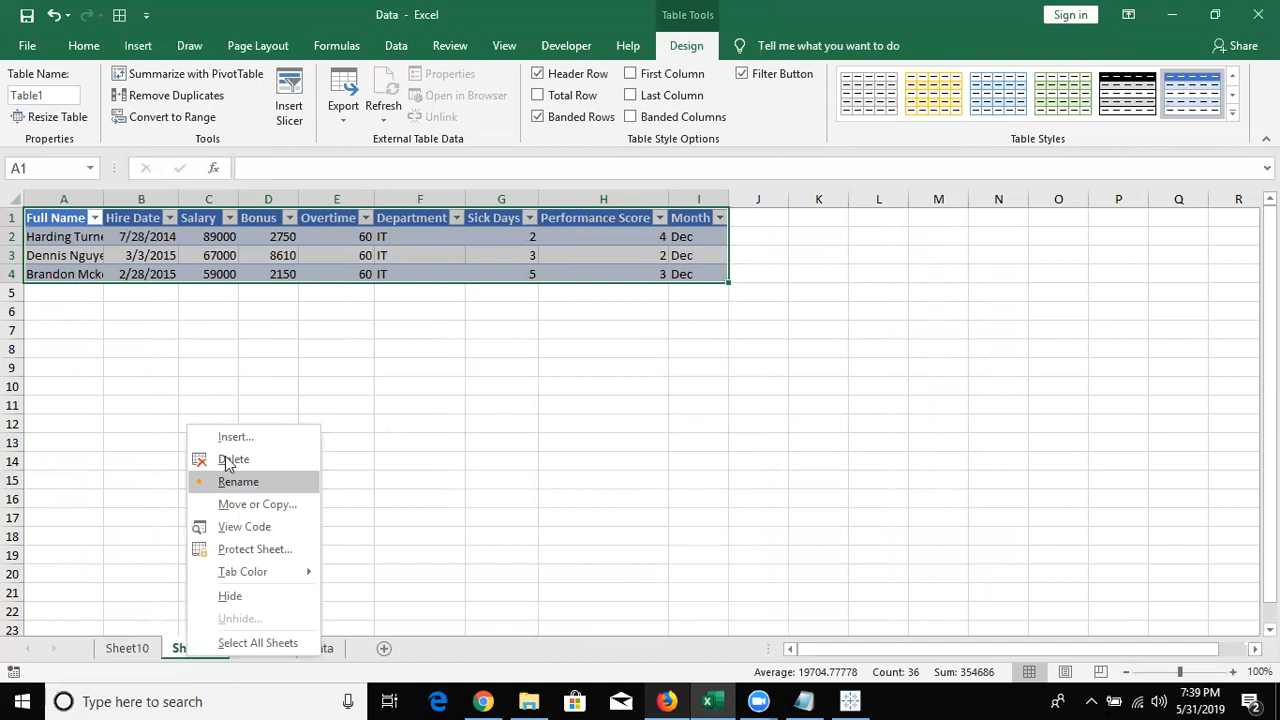 Data - Excel
Table Tools
Sign in
File
Home
Insert
Draw
Page Layout
Formulas
Data
Review
View
Developer
Help
Design
Tell me what you want to do
Share
Table Name:
Table1
Resize Table
Properties
Summarize with PivotTable
Remove Duplicates
Convert to Range
Tools
Insert
Slicer
Export
Refresh
Properties
Open in Browser
Unlink
External Table Data
Header Row
Total Row
Banded Rows
First Column
Last Column
Banded Columns
Filter Button
Table Style Options
Table Styles
A1
A B C D E F G H I J K L M N O P Q R
1 Full Name Hire Date Salary Bonus Overtime Department Sick Days Performance Score Month
2 Harding Turne 7/28/2014 89000 2750 60 IT 2 4 Dec
3 Dennis Nguye 3/3/2015 67000 8610 60 IT 3 2 Dec
4 Brandon Mcke 2/28/2015 59000 2150 60 IT 5 3 Dec
5
6
7
8
9
10
11
12
13
14
15
16
17
18
19
20
21
22
23
Insert...
Delete
Rename
Move or Copy...
View Code
Protect Sheet...
Tab Color
Hide
Unhide...
Select All Sheets
Sheet10
Sh
ta
Average: 19704.77778 Count: 36 Sum: 354686
100%
Type here to search
7:39 PM
5/31/2019
2